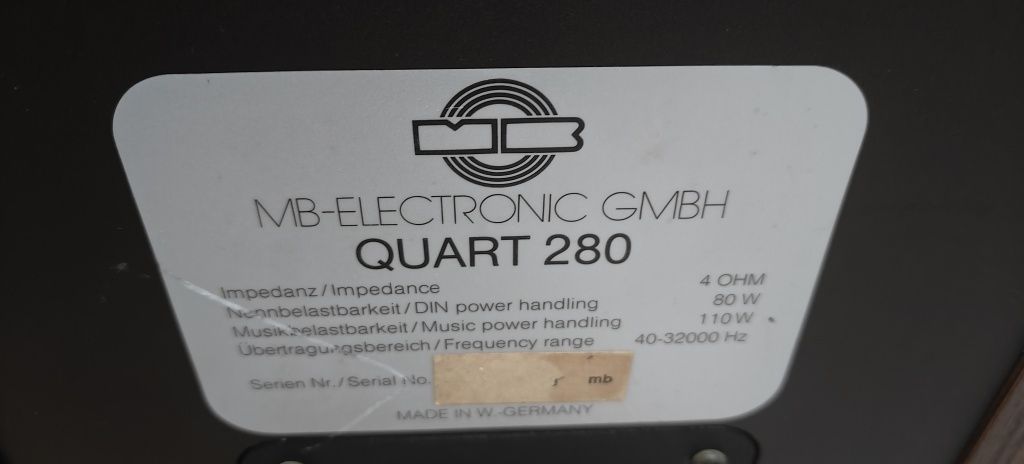 MB
MB-ELECTRONIC GMBH
QUART 280
Impedanz/Impedance 4 OHM
Nennbelastbarkeit/DIN power handling 80 W
Musikbelastbarkeit/Music power handling 110 W
Übertragungsbereich/Frequency range 40-32000 Hz
Serien Nr./Serial No. mb
MADE IN W.-GERMANY